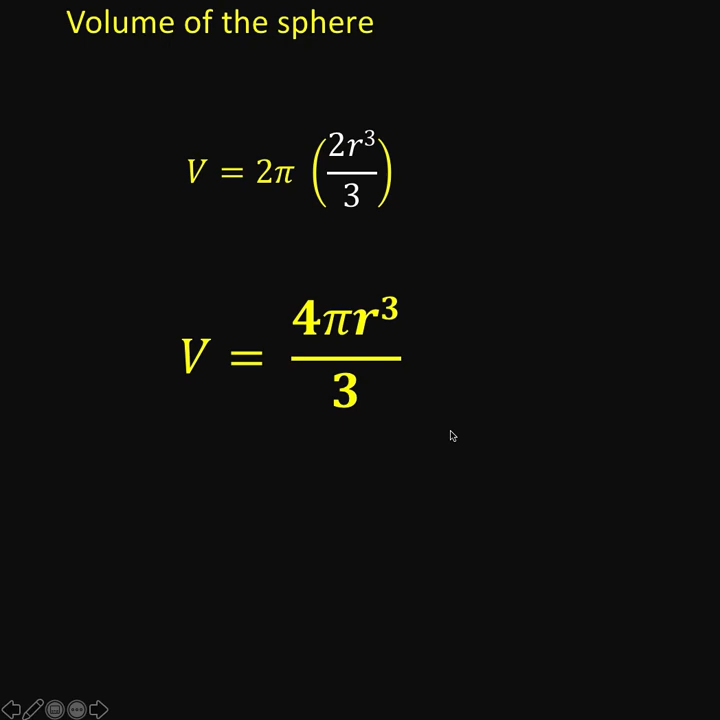 Volume of the sphere
V = 2π (2r³/3)
V = 4πr³/3